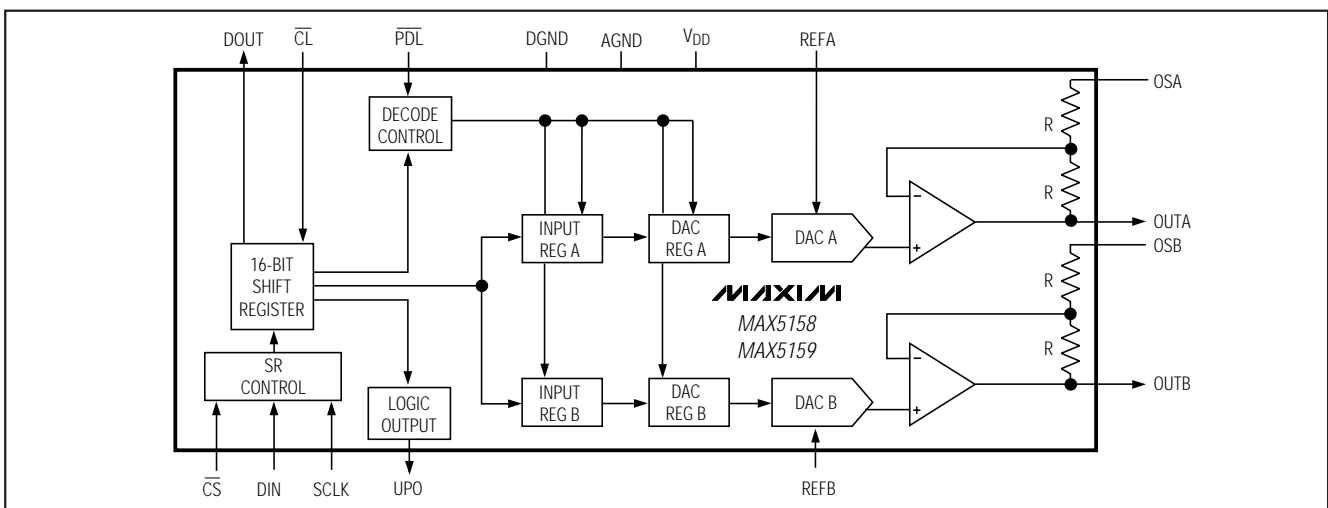 DOUT
CL
PDL
DGND
AGND
VDD
REFA
OSA
DECODE
CONTROL
R
R
INPUT
REG A
DAC
REG A
DAC A
−
+
OUTA
OSB
16-BIT
SHIFT
REGISTER
MAXIM
MAX5158
MAX5159
R
R
SR
CONTROL
LOGIC
OUTPUT
INPUT
REG B
DAC
REG B
DAC B
−
+
OUTB
CS
DIN
SCLK
UPO
REFB